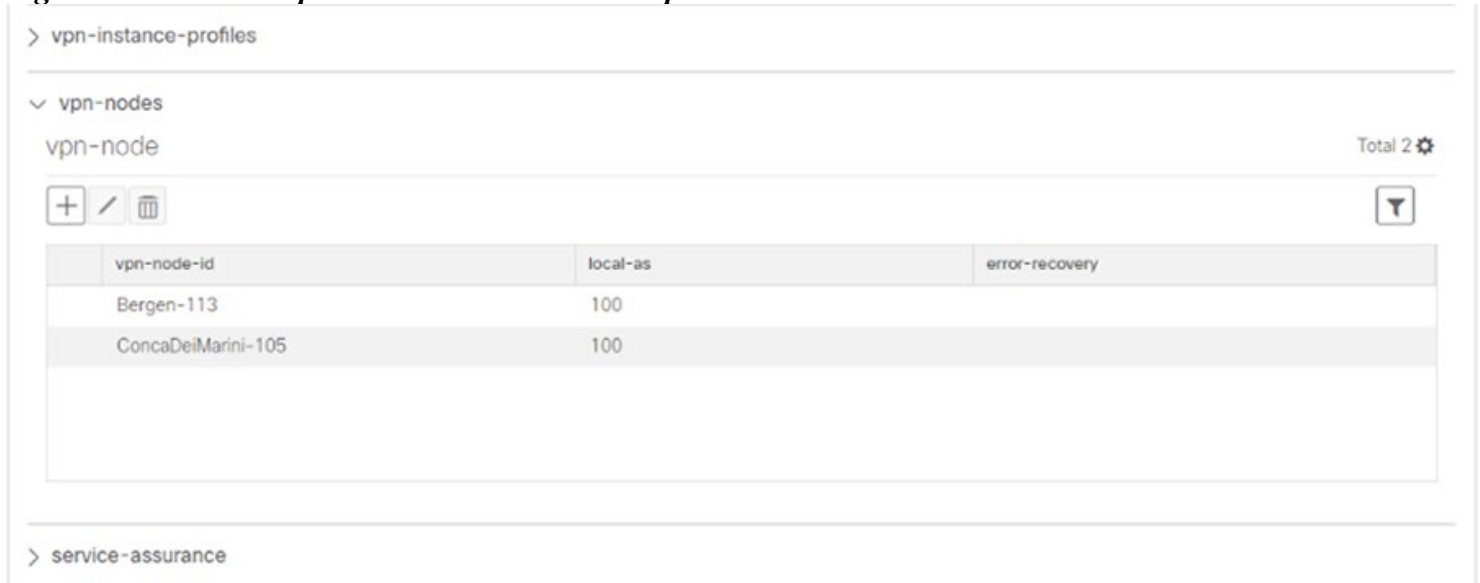 vpn-instance-profiles
vpn-nodes
vpn-node
Total 2
vpn-node-id local-as error-recovery
Bergen-113 100
ConcaDeiMarini-105 100
service-assurance